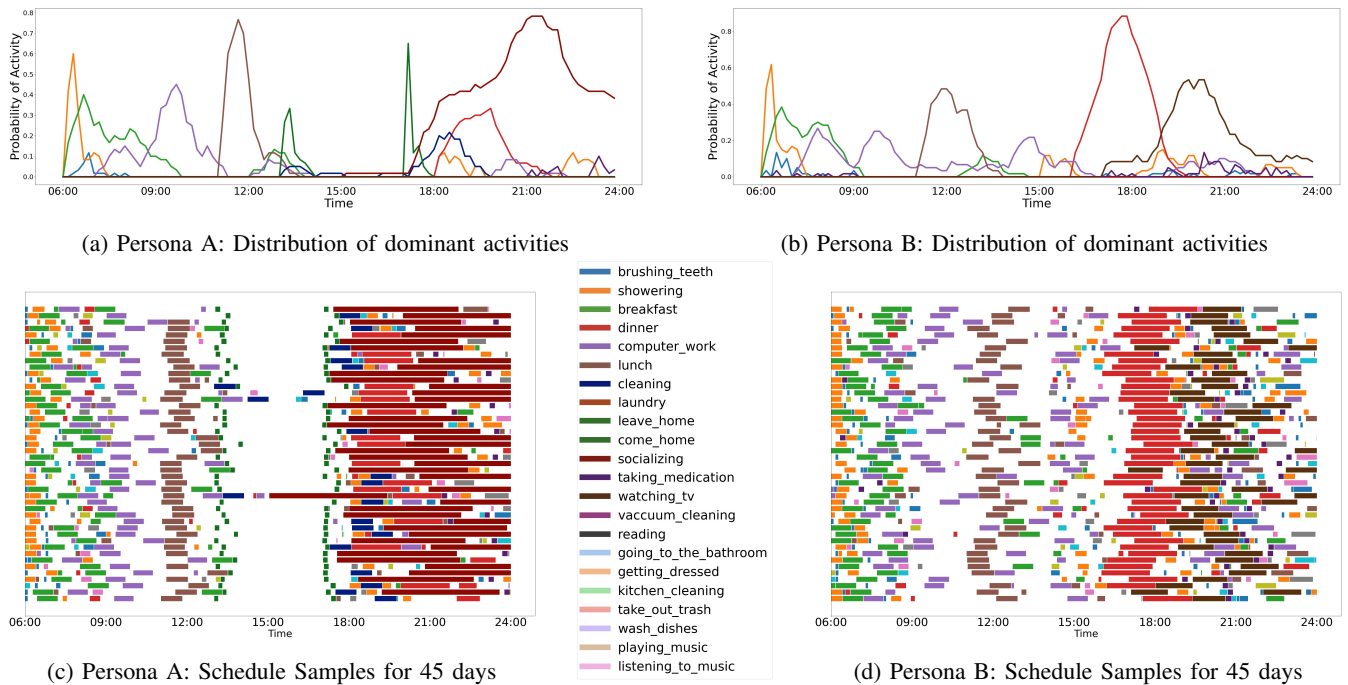 0.8
0.7
0.6
0.5
0.4
0.3
0.2
0.1
0.0
Probability of Activity
06:00 09:00 12:00 15:00 18:00 21:00 24:00
Time
0.8
0.6
0.4
0.2
0.0
Probability of Activity
06:00 09:00 12:00 15:00 18:00 21:00 24:00
Time
(a) Persona A: Distribution of dominant activities
(b) Persona B: Distribution of dominant activities
06:00 09:00 12:00 15:00 18:00 21:00 24:00
Time
brushing_teeth
showering
breakfast
dinner
computer_work
lunch
cleaning
laundry
leave_home
come_home
socializing
taking_medication
watching_tv
vaccuum_cleaning
reading
going_to_the_bathroom
getting_dressed
kitchen_cleaning
take_out_trash
wash_dishes
playing_music
listening_to_music
06:00 09:00 12:00 15:00 18:00 21:00 24:00
Time
(c) Persona A: Schedule Samples for 45 days
(d) Persona B: Schedule Samples for 45 days